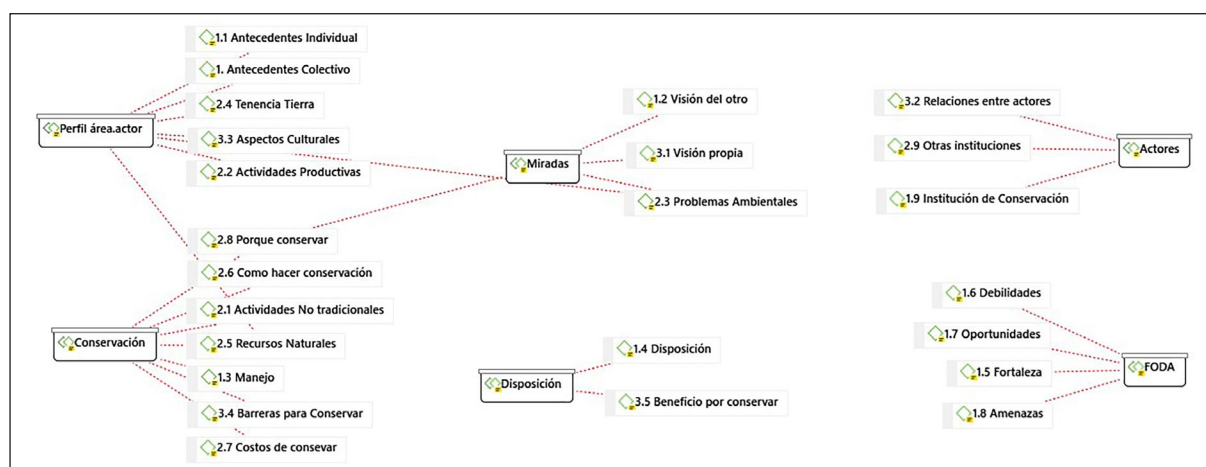 1.1 Antecedentes Individual
1. Antecedentes Colectivo
2.4 Tenencia Tierra
Perfil área.actor
3.3 Aspectos Culturales
2.2 Actividades Productivas
1.2 Visión del otro
3.1 Visión propia
Miradas
2.3 Problemas Ambientales
3.2 Relaciones entre actores
2.9 Otras instituciones
Actores
1.9 Institución de Conservación
2.8 Porque conservar
2.6 Como hacer conservación
2.1 Actividades No tradicionales
Conservación
2.5 Recursos Naturales
1.3 Manejo
3.4 Barreras para Conservar
2.7 Costos de consevar
1.4 Disposición
Disposición
3.5 Beneficio por conservar
1.6 Debilidades
1.7 Oportunidades
1.5 Fortaleza
FODA
1.8 Amenazas